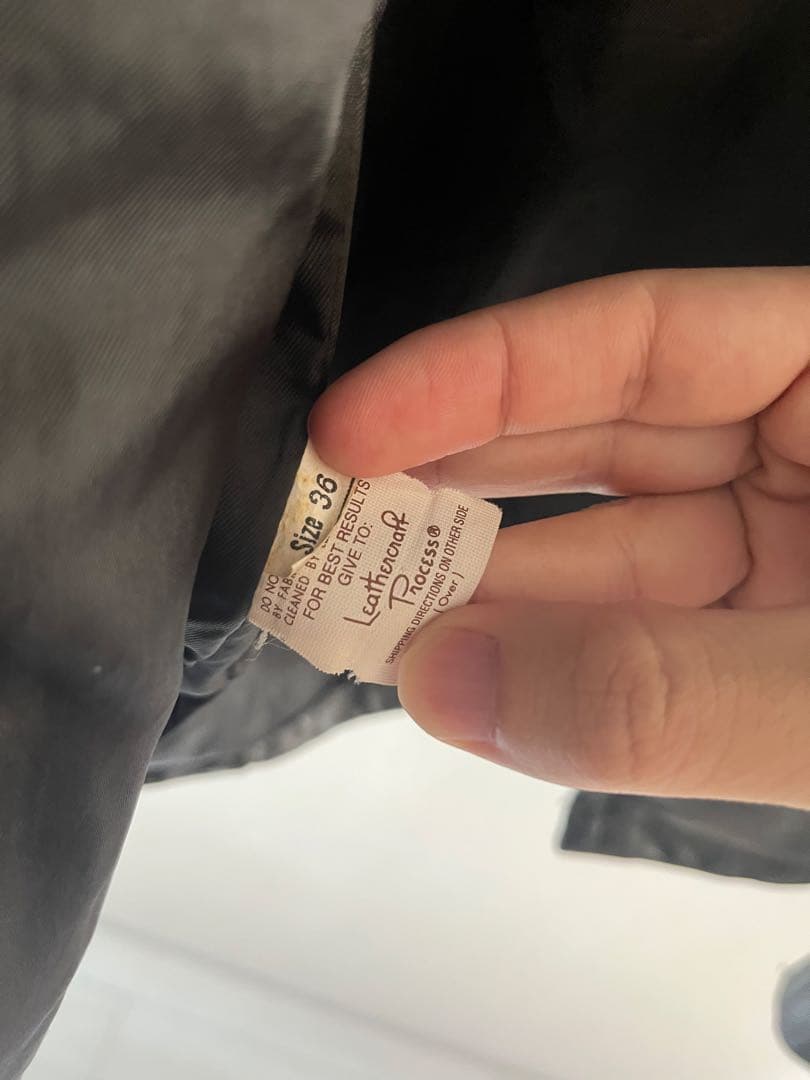 Size 36
DO NO
BY FABR
CLEANED BY
FOR BEST RESULTS
GIVE TO:
Leathercraft
Process®
SHIPPING DIRECTIONS ON OTHER SIDE
(Over)